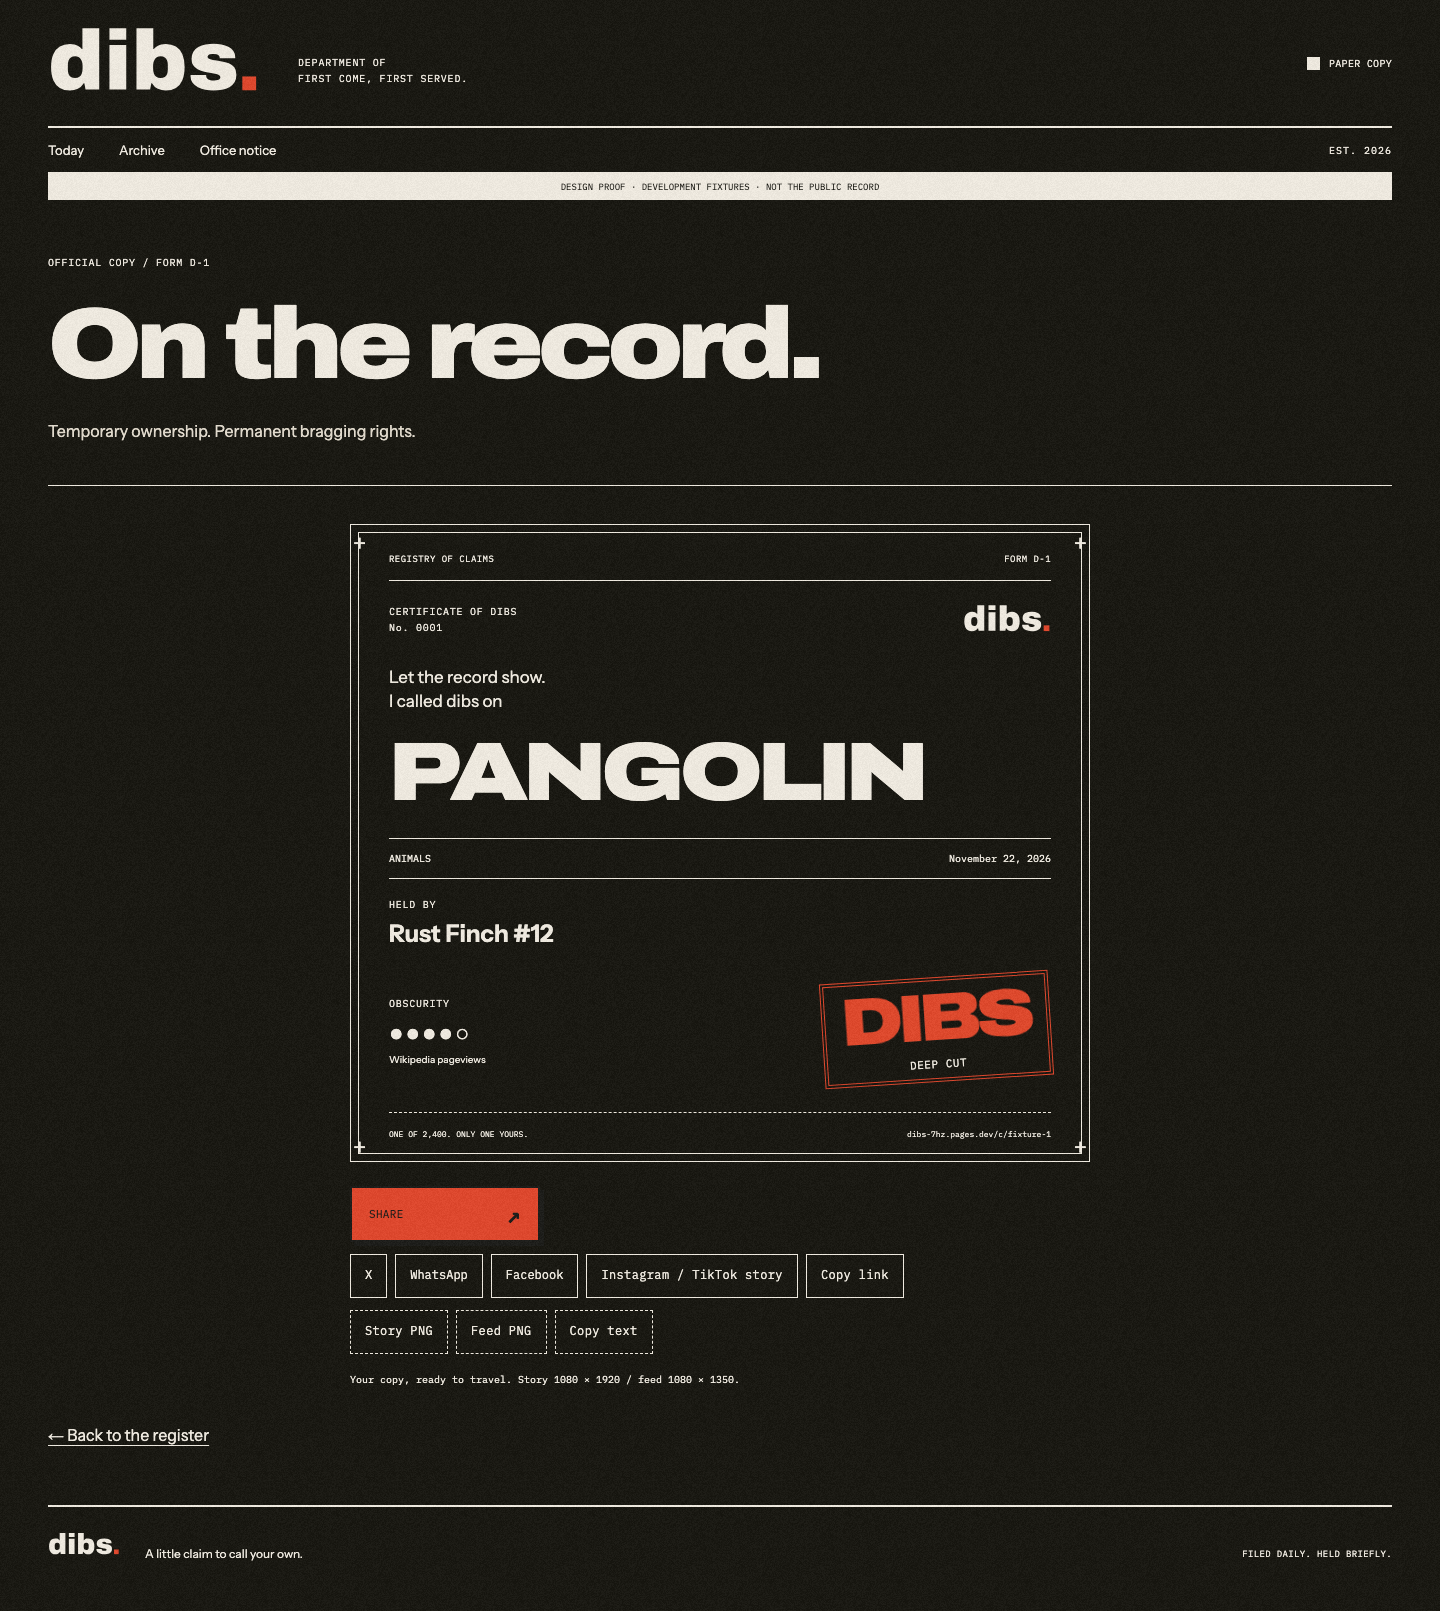 dibs.
DEPARTMENT OF
FIRST COME, FIRST SERVED.
PAPER COPY
Today
Archive
Office notice
EST. 2026
DESIGN PROOF · DEVELOPMENT FIXTURES · NOT THE PUBLIC RECORD
OFFICIAL COPY / FORM D-1
On the record.
Temporary ownership. Permanent bragging rights.
REGISTRY OF CLAIMS
FORM D-1
CERTIFICATE OF DIBS
No. 0001
dibs.
Let the record show.
I called dibs on
PANGOLIN
ANIMALS
November 22, 2026
HELD BY
Rust Finch #12
OBSCURITY
Wikipedia pageviews
DIBS
DEEP CUT
ONE OF 2,400. ONLY ONE YOURS.
dibs-7hz.pages.dev/c/fixture-1
SHARE ↗
X
WhatsApp
Facebook
Instagram / TikTok story
Copy link
Story PNG
Feed PNG
Copy text
Your copy, ready to travel. Story 1080 × 1920 / feed 1080 × 1350.
← Back to the register
dibs.
A little claim to call your own.
FILED DAILY. HELD BRIEFLY.